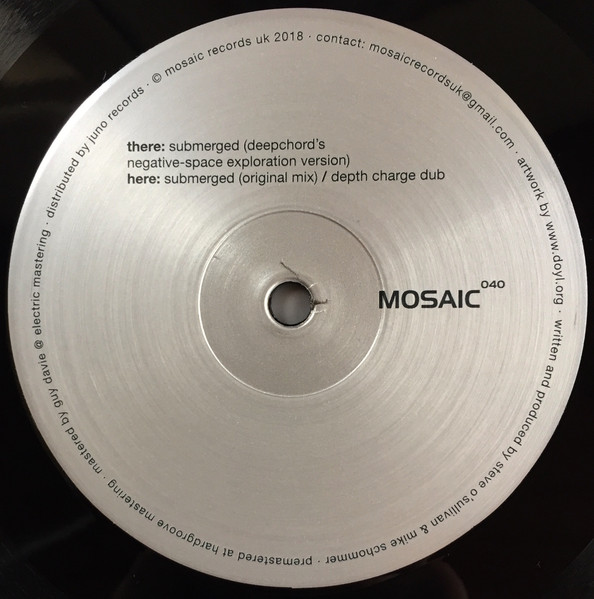 there: submerged (deepchord's
negative-space exploration version)
here: submerged (original mix) / depth charge dub
MOSAIC 040
© mosaic records uk 2018 · contact: mosaicrecordsuk@gmail.com · artwork by www.doyl.org · written and produced by steve o'sullivan & mike schommer · premastered at hardgroove mastering · mastered by guy davie @ electric mastering · distributed by juno records ·